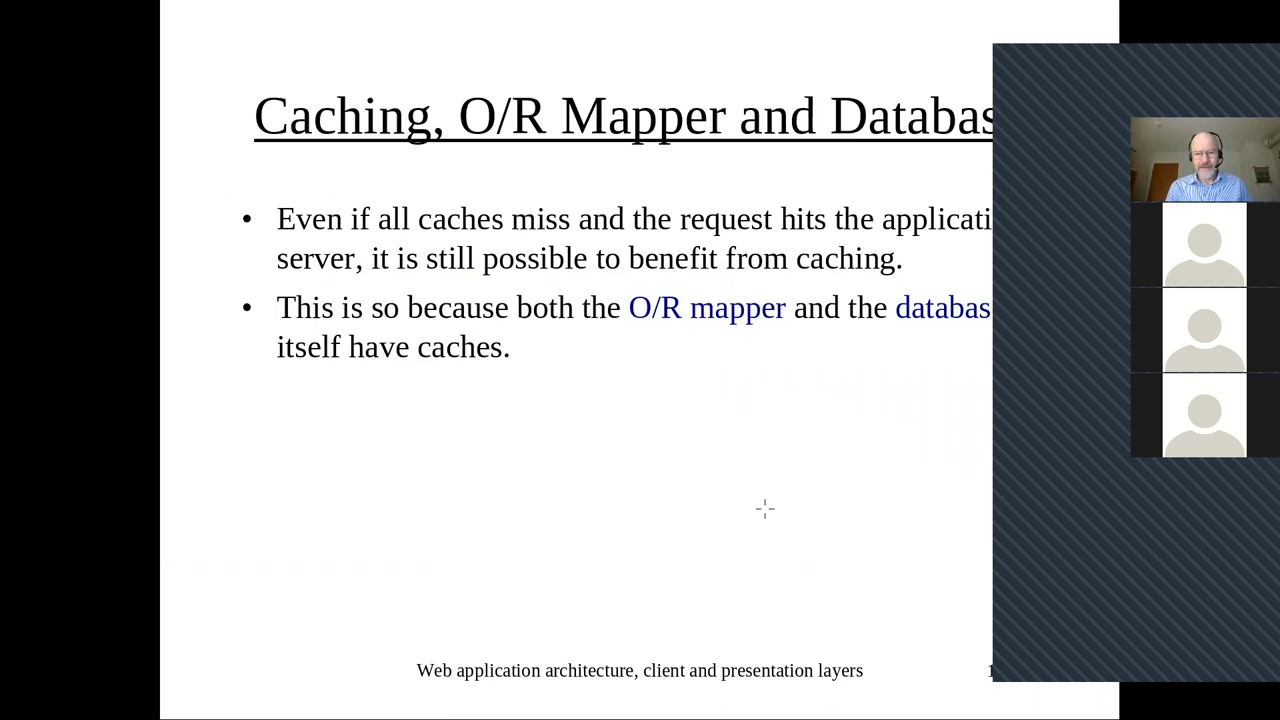 Caching, O/R Mapper and Databas
• Even if all caches miss and the request hits the applicati
server, it is still possible to benefit from caching.
• This is so because both the O/R mapper and the databas
itself have caches.
Web application architecture, client and presentation layers 1